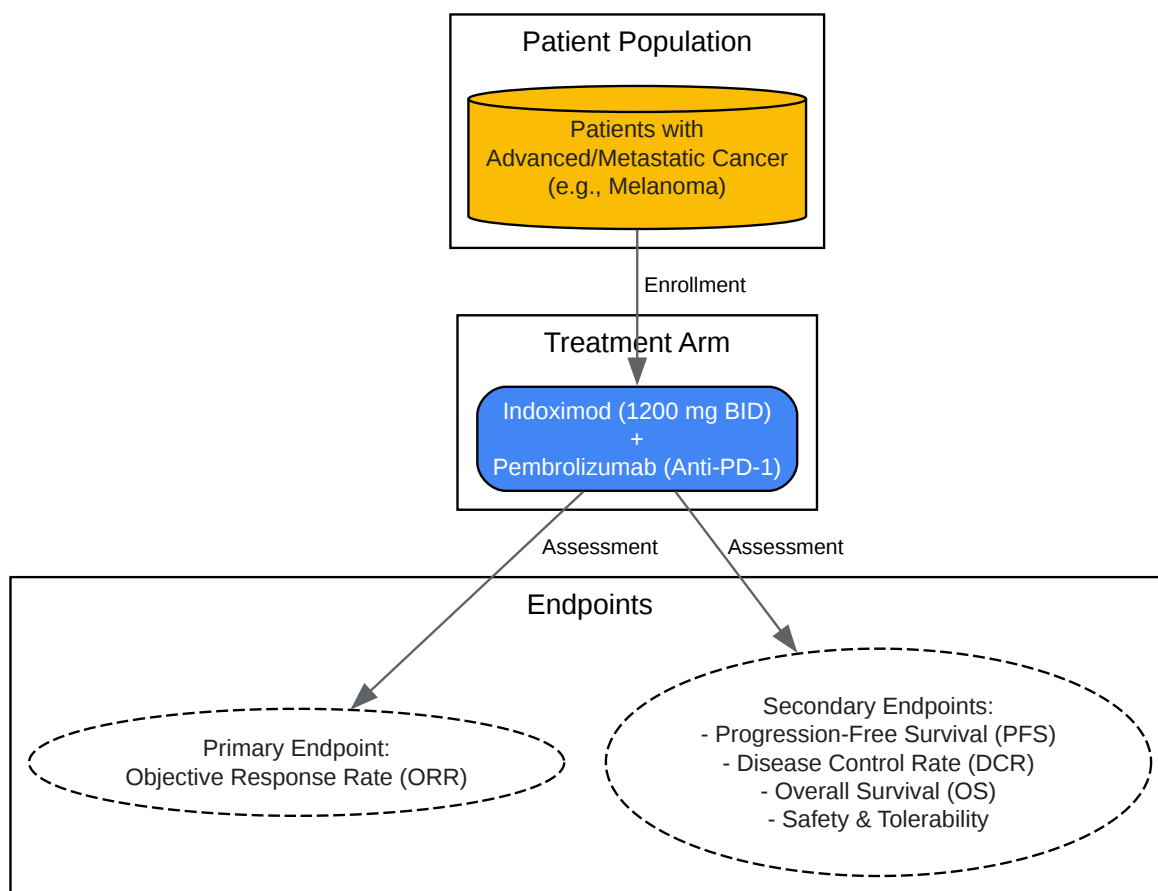 Patient Population
Patients with
Advanced/Metastatic Cancer
(e.g., Melanoma)
Enrollment
Treatment Arm
Indoximod (1200 mg BID)
+
Pembrolizumab (Anti-PD-1)
Assessment
Assessment
Endpoints
Primary Endpoint:
Objective Response Rate (ORR)
Secondary Endpoints:
- Progression-Free Survival (PFS)
- Disease Control Rate (DCR)
- Overall Survival (OS)
- Safety & Tolerability